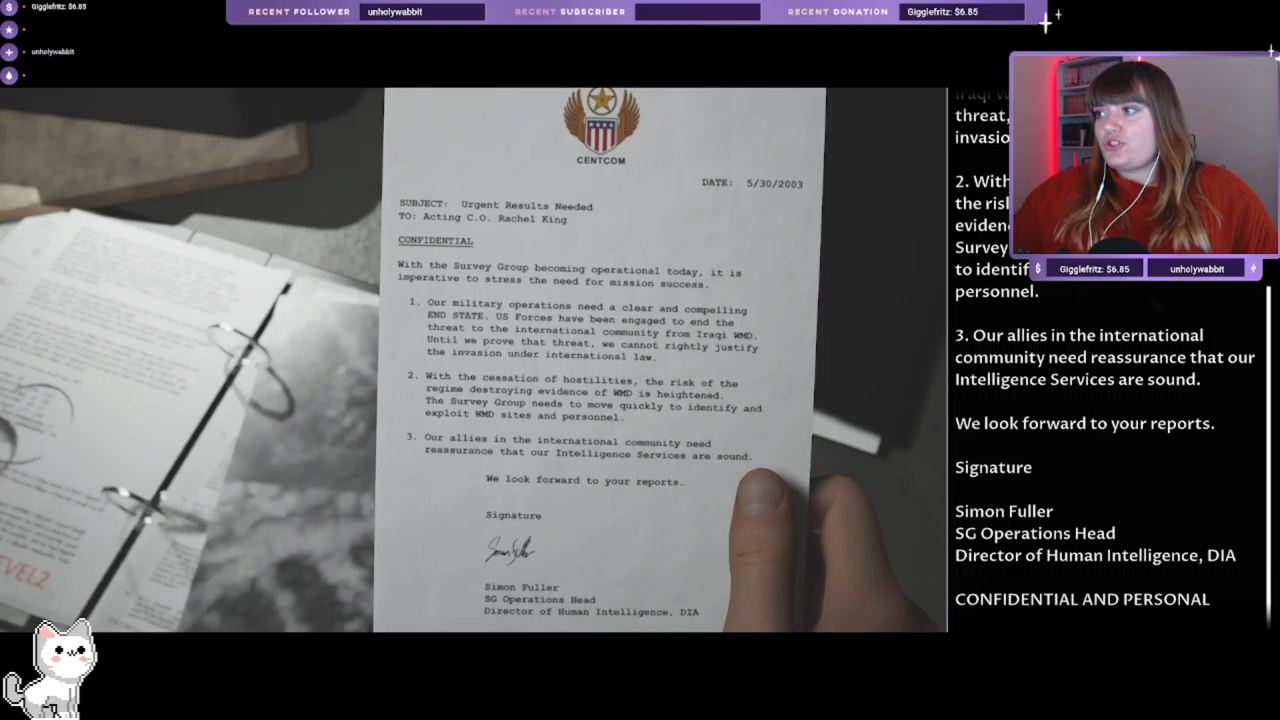 Gigglefritz: $6.85
unholywabbit
RECENT FOLLOWER
unholywabbit
RECENT SUBSCRIBER
RECENT DONATION
Gigglefritz: $6.85
CENTCOM
DATE: 5/30/2003
SUBJECT: Urgent Results Needed
TO: Acting C.O. Rachel King
CONFIDENTIAL
With the Survey Group becoming operational today, it is
imperative to stress the need for mission success.
1. Our military operations need a clear and compelling
END STATE. US Forces have been engaged to end the
threat to the international community from Iraqi WMD.
Until we prove that threat, we cannot rightly justify
the invasion under international law.
2. With the cessation of hostilities, the risk of the
regime destroying evidence of WMD is heightened.
The Survey Group needs to move quickly to identify and
exploit WMD sites and personnel.
3. Our allies in the international community need
reassurance that our Intelligence Services are sound.
We look forward to your reports.
Signature
Simon Fuller
SG Operations Head
Director of Human Intelligence, DIA
Iraqi
threat,
invasio
2. With
the risk
eviden
Survey
to identif
personnel.
3. Our allies in the international
community need reassurance that our
Intelligence Services are sound.
We look forward to your reports.
Signature
Simon Fuller
SG Operations Head
Director of Human Intelligence, DIA
CONFIDENTIAL AND PERSONAL
Gigglefritz: $6.85
unholywabbit
LEVEL2